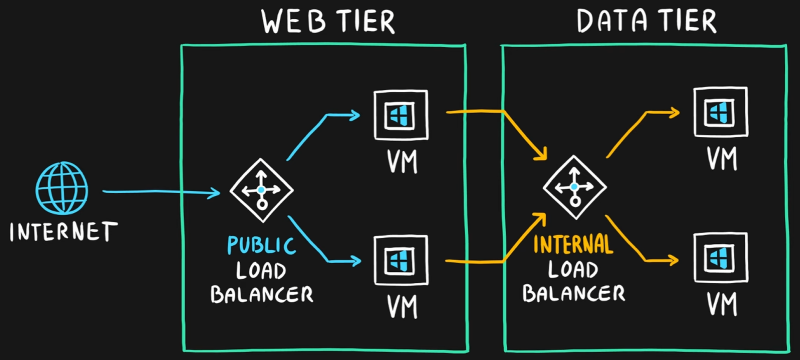 WEB TIER
DATA TIER
INTERNET
PUBLIC
LOAD
BALANCER
VM
VM
INTERNAL
LOAD
BALANCER
VM
VM